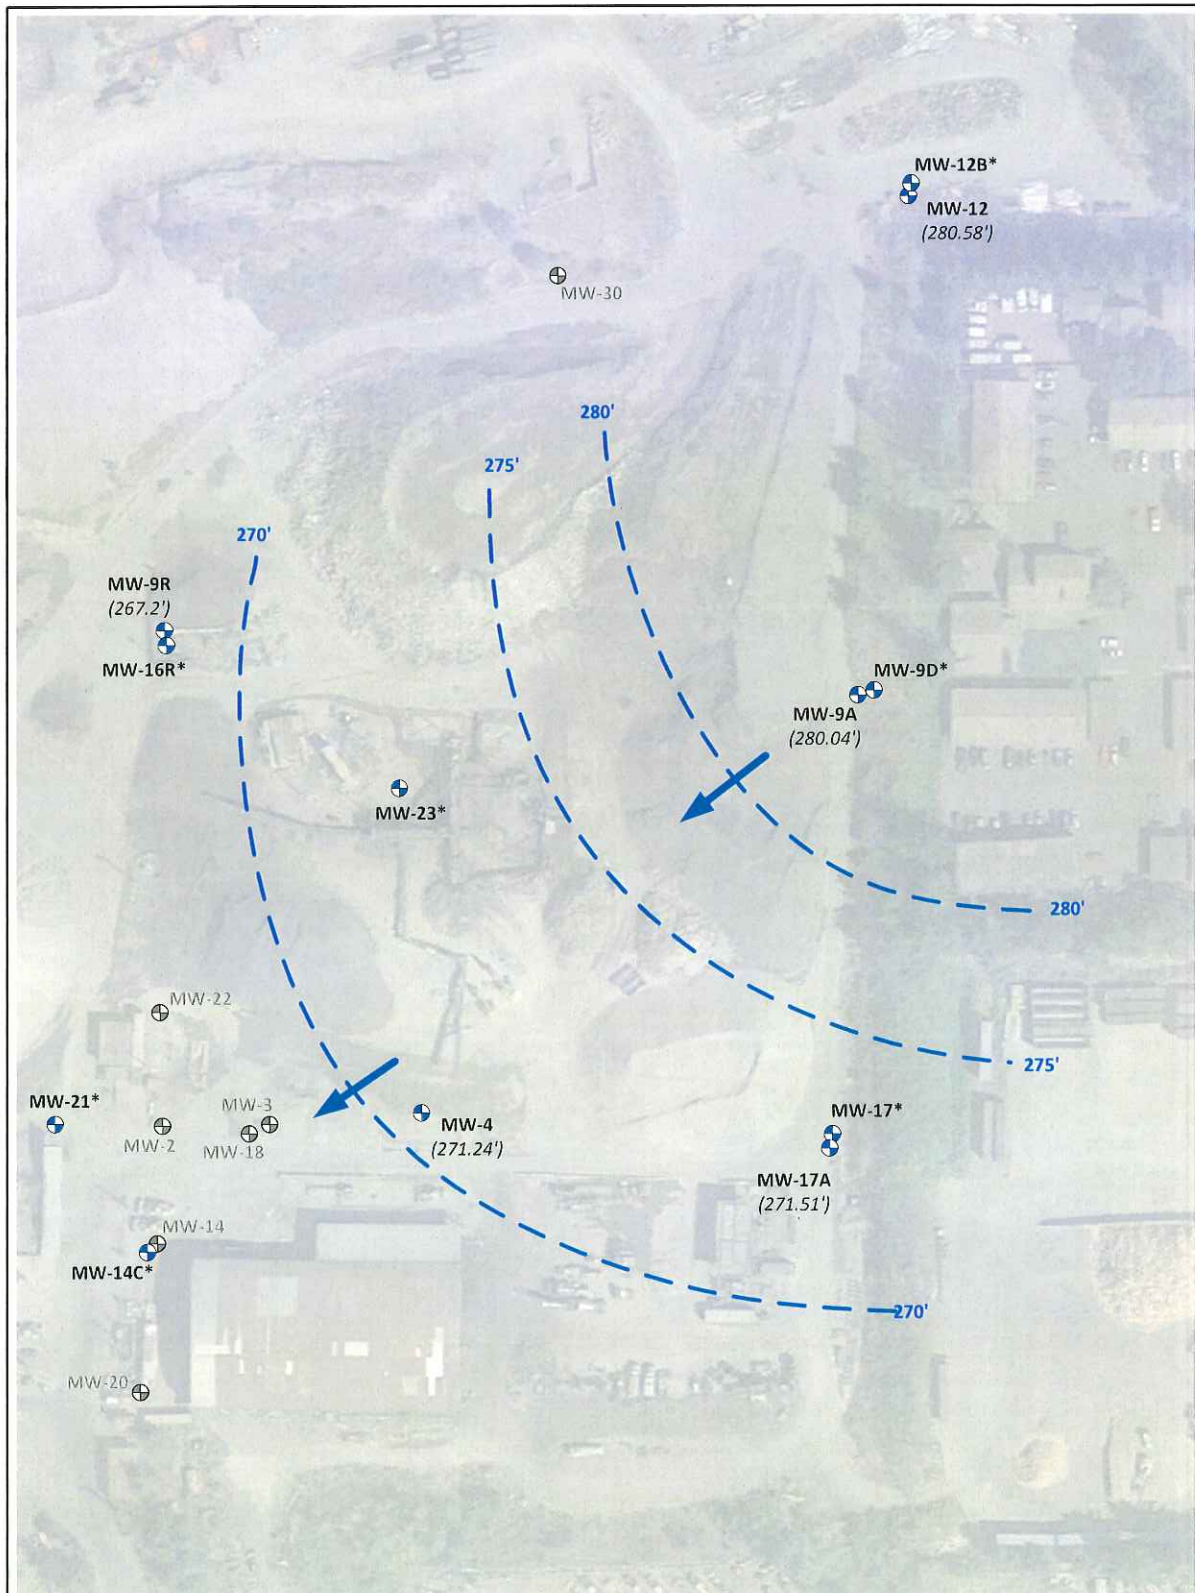 MW-12B*
MW-12
(280.58')
MW-30
280'
275'
270'
MW-9R
(267.2')
MW-16R*
MW-9D*
MW-9A
(280.04')
MW-23*
280'
MW-22
275'
MW-21*
MW-3
MW-2
MW-18
MW-4
(271.24')
MW-17*
MW-17A
(271.51')
MW-14
MW-14C*
270'
MW-20